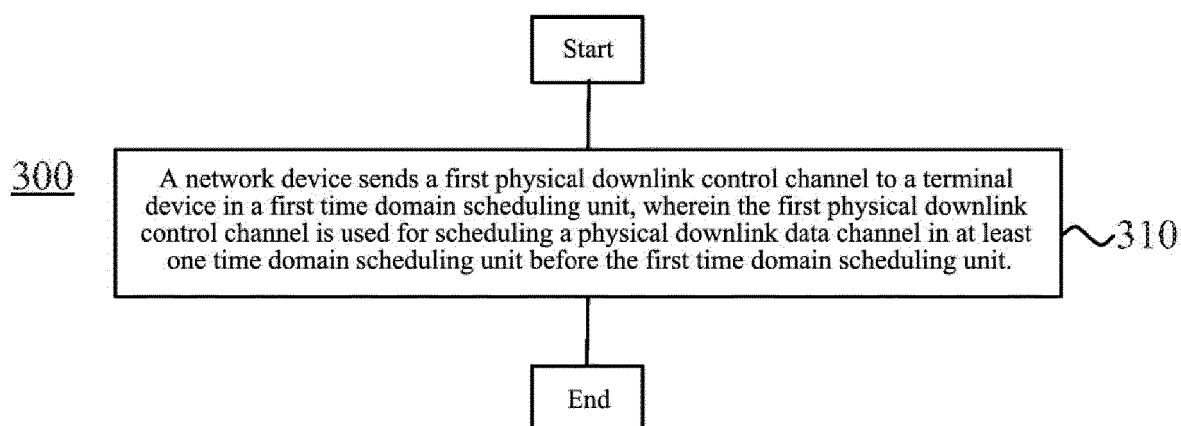 Start
300
A network device sends a first physical downlink control channel to a terminal
device in a first time domain scheduling unit, wherein the first physical downlink
control channel is used for scheduling a physical downlink data channel in at least
one time domain scheduling unit before the first time domain scheduling unit.
310
End